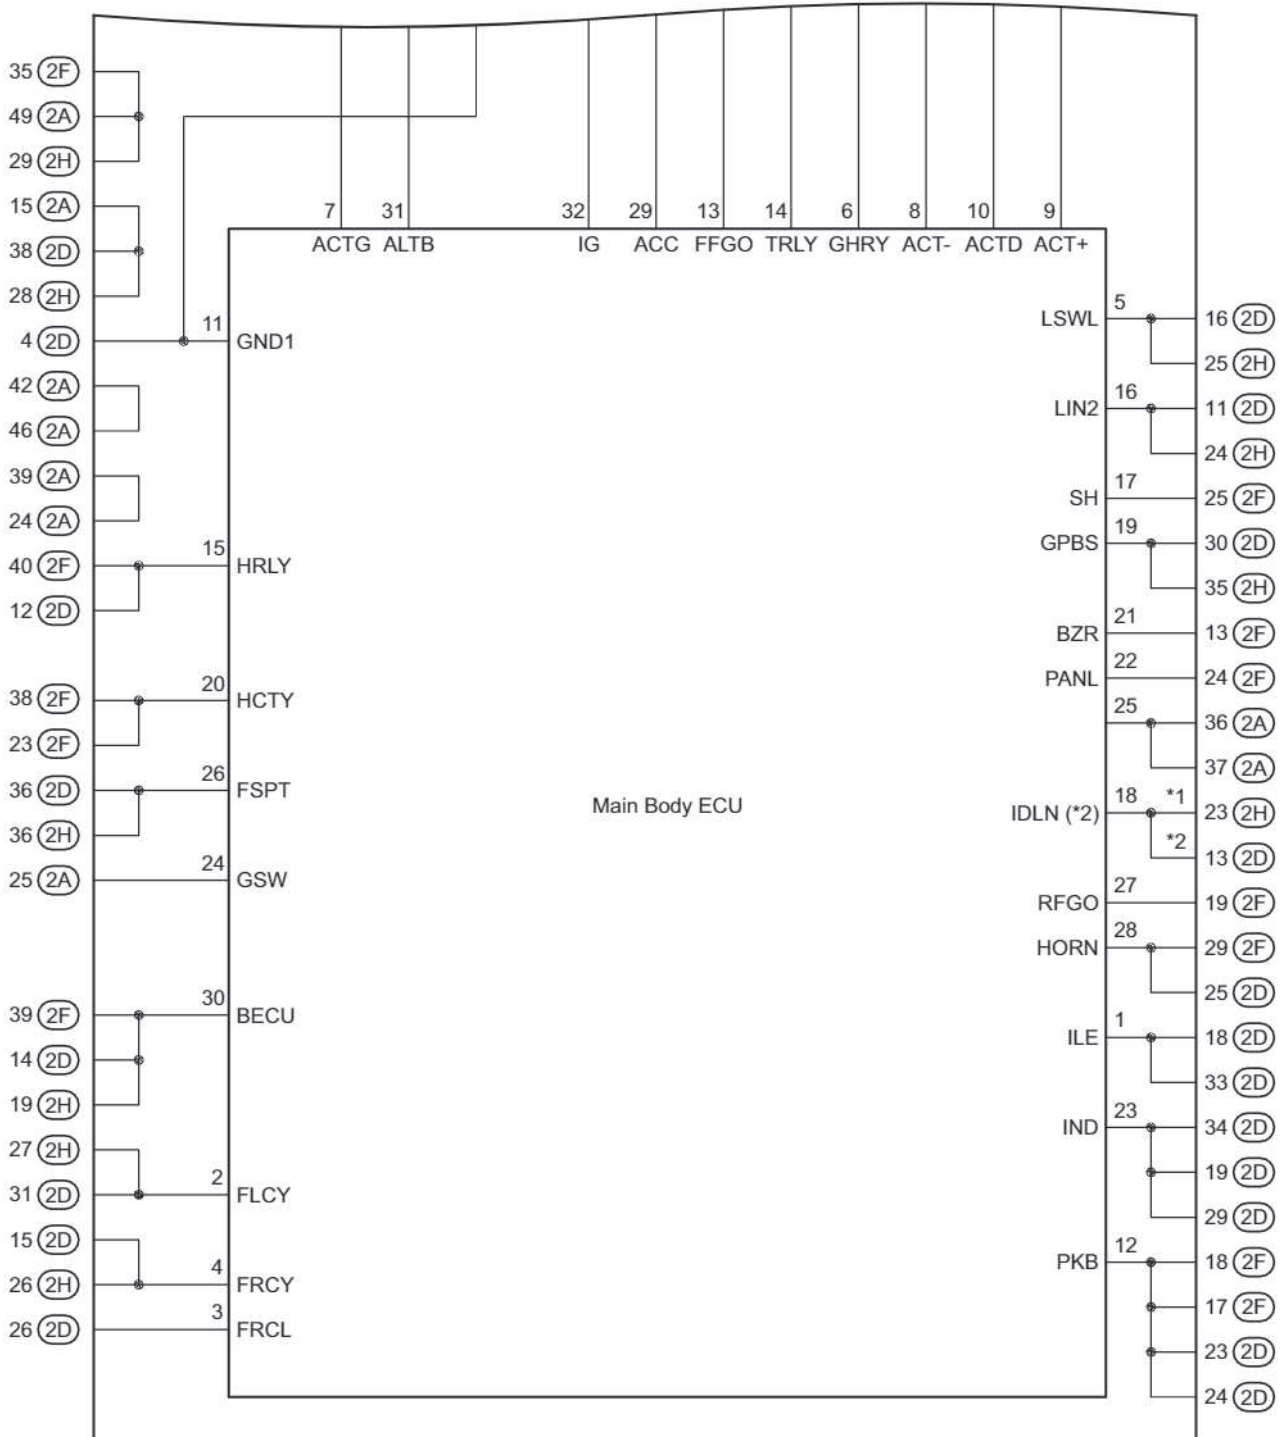 35 2F
49 2A
29 2H
15 2A
38 2D
28 2H
4 2D
42 2A
46 2A
39 2A
24 2A
40 2F
12 2D
38 2F
23 2F
36 2D
36 2H
25 2A
39 2F
14 2D
19 2H
27 2H
31 2D
15 2D
26 2H
26 2D
7 31 32 29 13 14 6 8 10 9
ACTG ALTB IG ACC FFGO TRLY GHRY ACT- ACTD ACT+
11 GND1
15 HRLY
20 HCTY
26 FSPT
24 GSW
30 BECU
2 FLCY
4 FRCY
3 FRCL
Main Body ECU
LSWL 5 16 2D
25 2H
LIN2 16 11 2D
24 2H
SH 17 25 2F
GPBS 19 30 2D
35 2H
BZR 21 13 2F
PANL 22 24 2F
25 36 2A
37 2A
IDLN (*2) 18 *1 23 2H
*2 13 2D
RFGO 27 19 2F
HORN 28 29 2F
25 2D
ILE 1 18 2D
33 2D
IND 23 34 2D
19 2D
29 2D
PKB 12 18 2F
17 2F
23 2D
24 2D